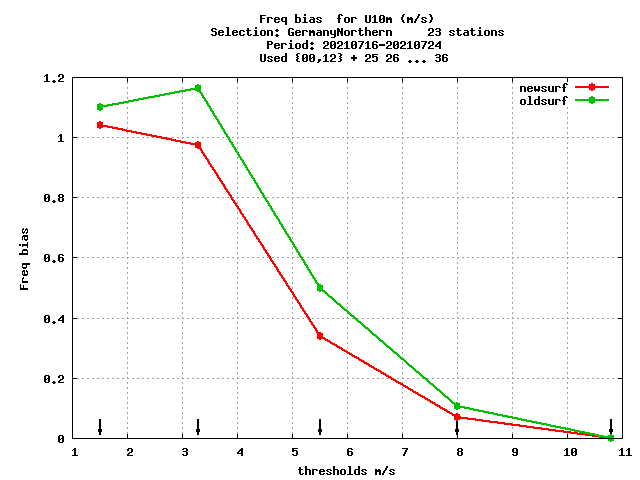 Freq bias  for U10m (m/s)
Selection: GermanyNorthern     23 stations
Period: 20210716-20210724
Used {00,12} + 25 26 ... 36
newsurf
oldsurf
1.2
1
0.8
0.6
0.4
0.2
0
Freq bias
1 2 3 4 5 6 7 8 9 10 11
thresholds m/s